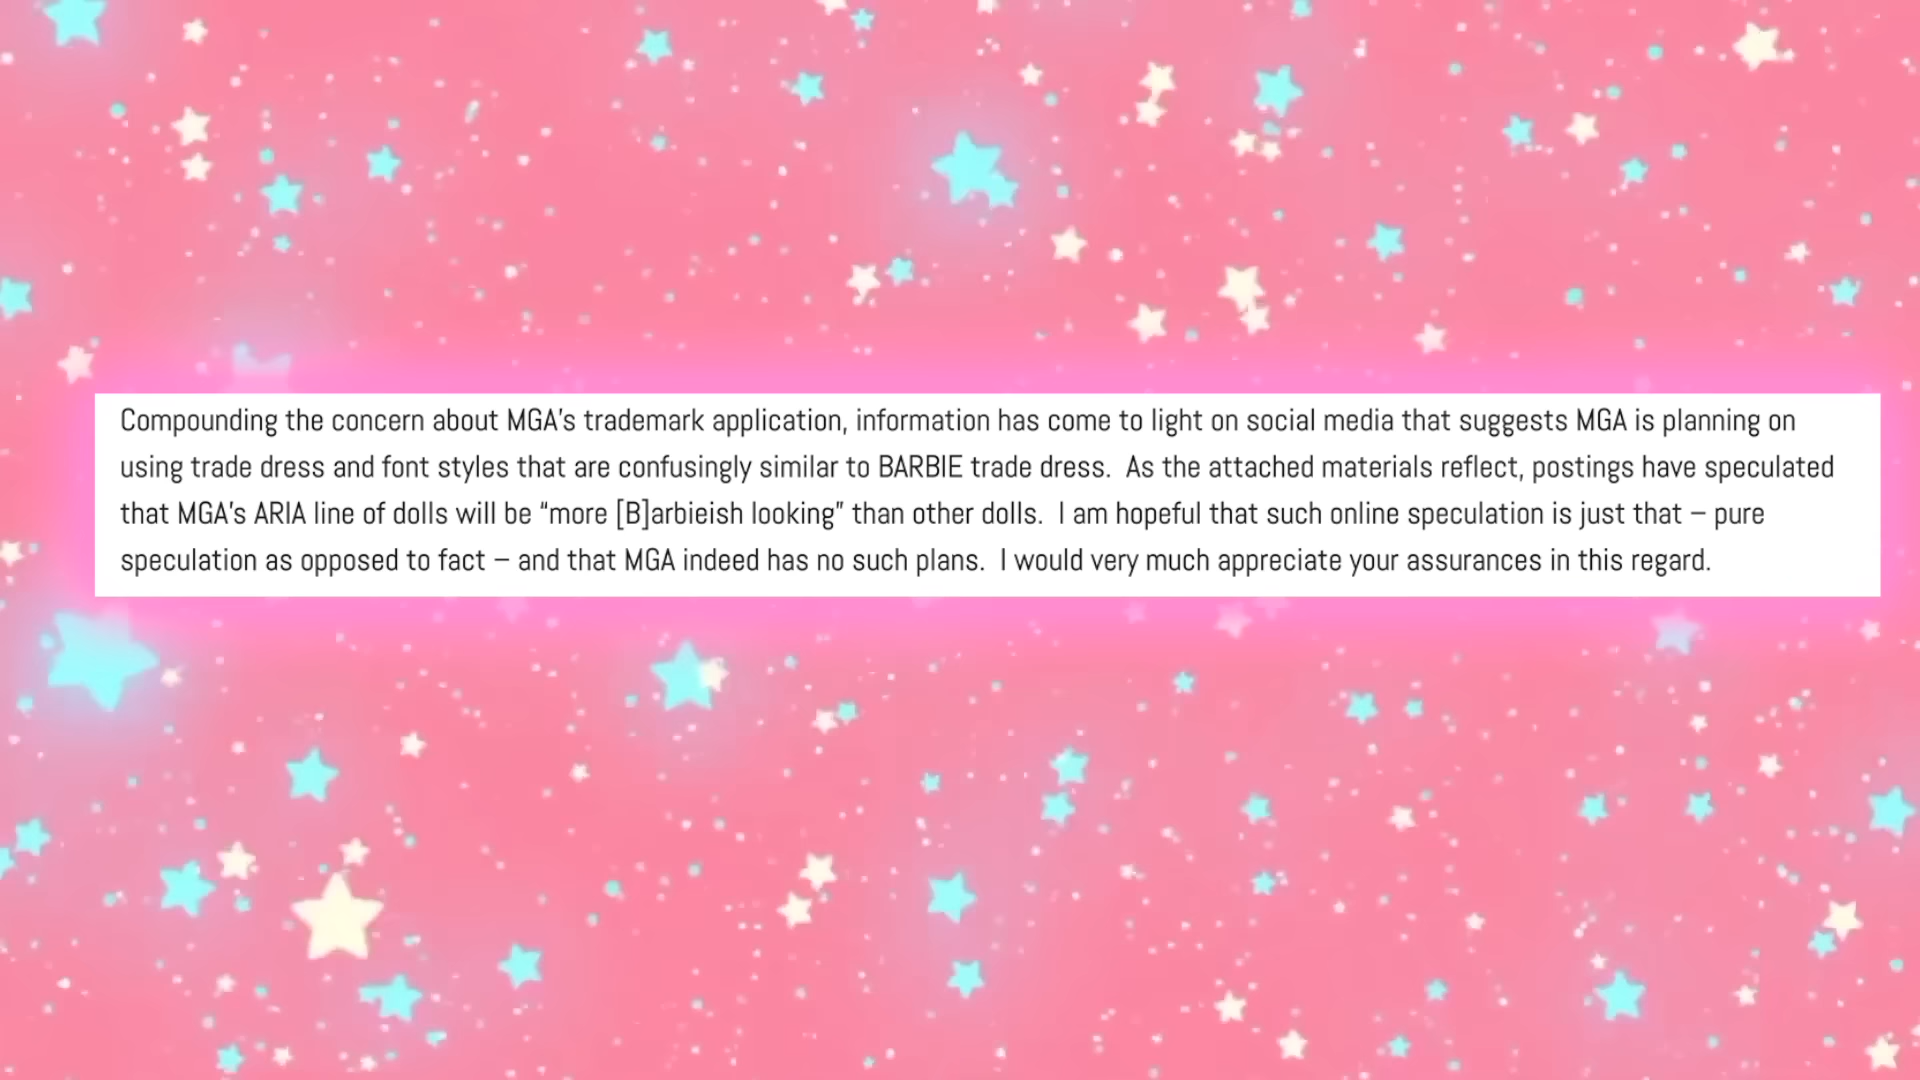 Compounding the concern about MGA's trademark application, information has come to light on social media that suggests MGA is planning on
using trade dress and font styles that are confusingly similar to BARBIE trade dress.  As the attached materials reflect, postings have speculated
that MGA's ARIA line of dolls will be “more [B]arbieish looking” than other dolls.  I am hopeful that such online speculation is just that – pure
speculation as opposed to fact – and that MGA indeed has no such plans.  I would very much appreciate your assurances in this regard.